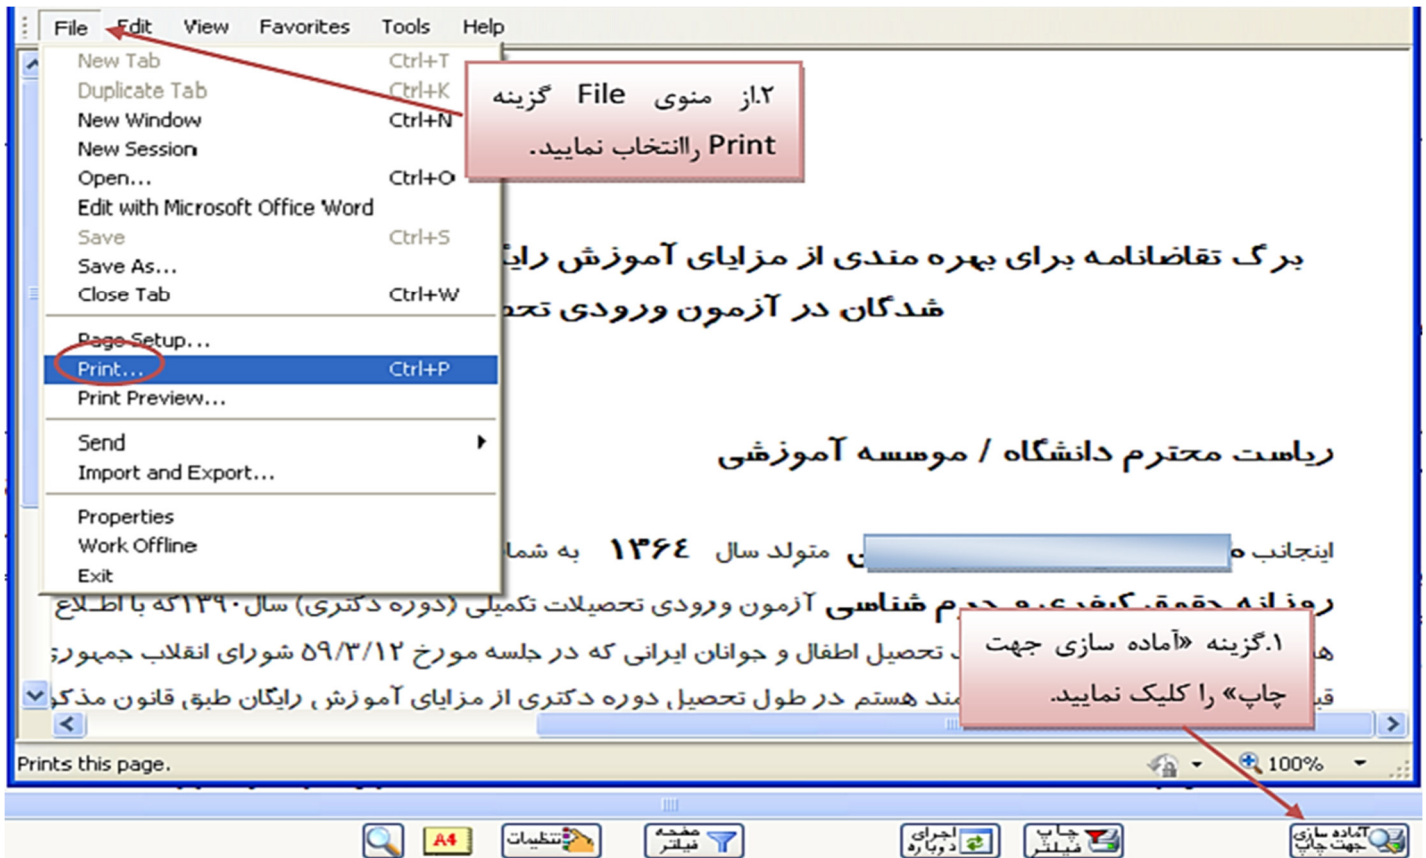 File Edit View Favorites Tools Help
New Tab Ctrl+T
Duplicate Tab Ctrl+K
New Window Ctrl+N
New Session
Open... Ctrl+O
Edit with Microsoft Office Word
Save Ctrl+S
Save As...
Close Tab Ctrl+W
Page Setup...
Print... Ctrl+P
Print Preview...
Send
Import and Export...
Properties
Work Offline
Exit
۲.از منوی File گزینه
Print راانتخاب نمایید.
برگ تقاضانامه برای بهره مندی از مزایای آموزش
شدگان در آزمون ورودی
ریاست محترم دانشگاه / موسسه آموزشی
اینجانب متولد سال ۱۳۶۴ به
روزانه حقوق کیفری و جرم شناسی آزمون ورودی تحصیلات تکمیلی (دوره دکتری) سال۱۳۹۰که با اطلاع
تحصیل اطفال و جوانان ایرانی که در جلسه مورخ ۵۹/۳/۱۲ شورای انقلاب جمهوری
هستم در طول تحصیل دوره دکتری از مزایای آموزش رایگان طبق قانون
۱.گزینه «آماده سازی جهت
چاپ» را کلیک نمایید.
Prints this page. 100%
A4 تنظیمات صفحه فیلتر اجرای دوباره چاپ فیلتر آماده سازی جهت چاپ